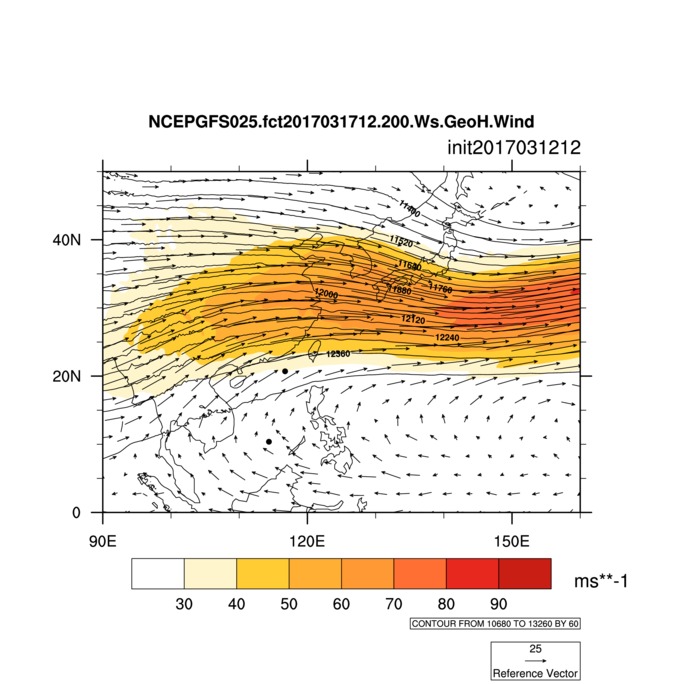 NCEPGFS025.fct2017031712.200.Ws.GeoH.Wind
init2017031212
11400
11520
40N
11640
11880
11760
12000
12120
12240
12360
20N
0
90E 120E 150E
30 40 50 60 70 80 90
ms**-1
CONTOUR FROM 10680 TO 13260 BY 60
25
Reference Vector